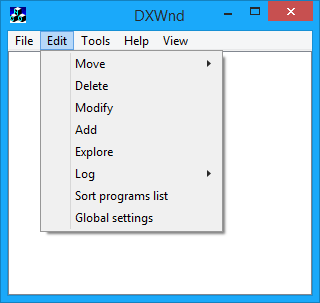 DXWnd
File Edit Tools Help View
Move
Delete
Modify
Add
Explore
Log
Sort programs list
Global settings